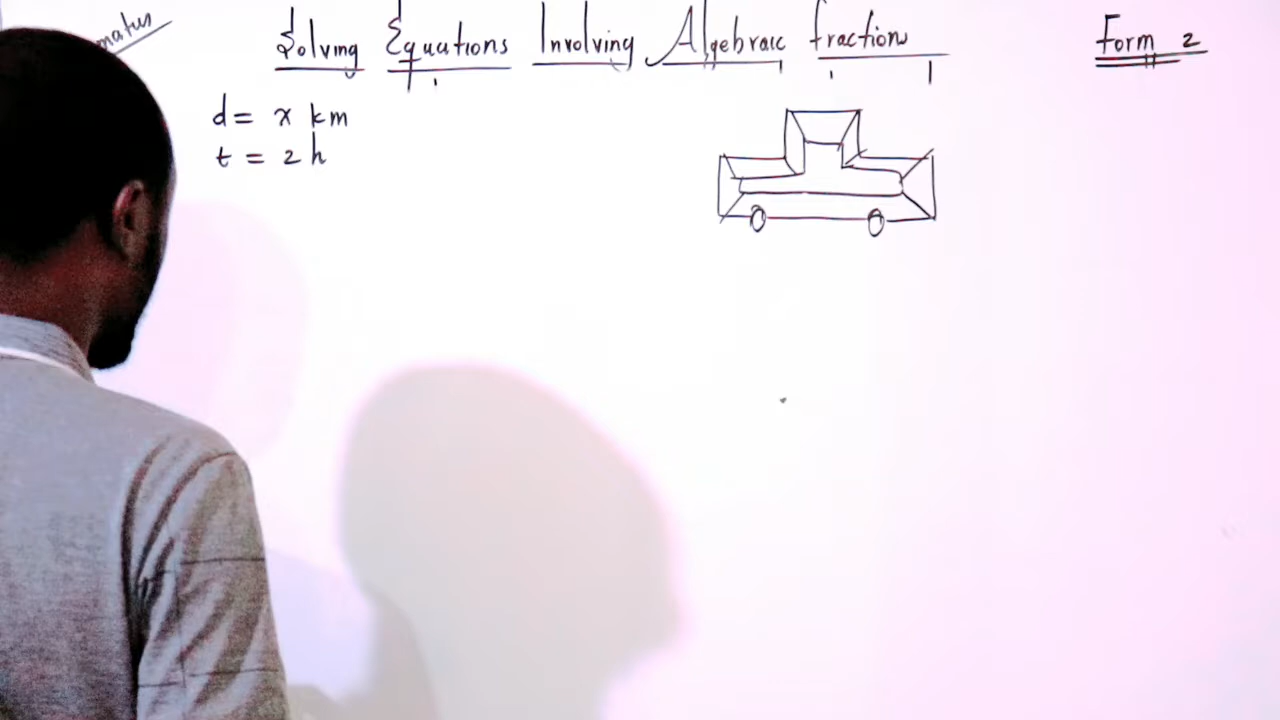 Solving Equations Involving Algebraic fractions
Form 2
d = x km
t = 2 h